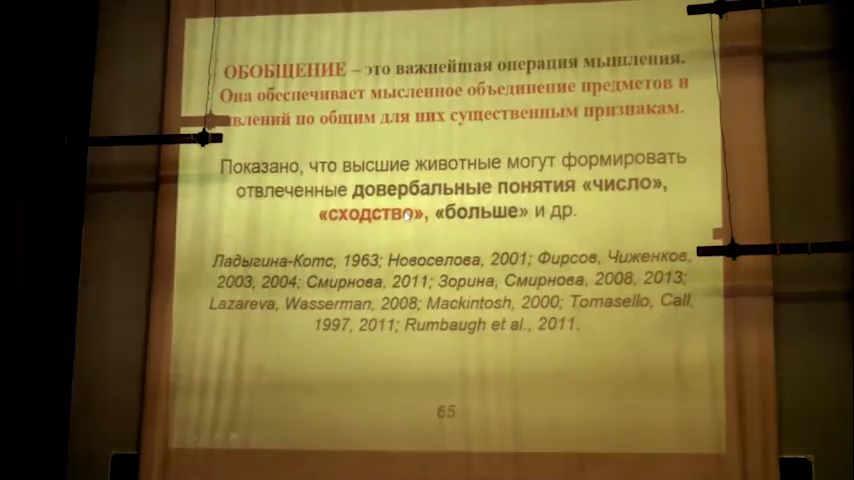 ОБОБЩЕНИЕ – это важнейшая операция мышления.
Она обеспечивает мысленное объединение предметов и
явлений по общим для них существенным признакам.
Показано, что высшие животные могут формировать
отвлеченные довербальные понятия «число»,
«сходство», «больше» и др.
Ладыгина-Котс, 1963; Новоселова, 2001; Фирсов, Чиженков,
2003, 2004; Смирнова, 2011; Зорина, Смирнова, 2008, 2013;
Lazareva, Wasserman, 2008; Mackintosh, 2000; Tomasello, Call,
1997, 2011; Rumbaugh et al., 2011.
65